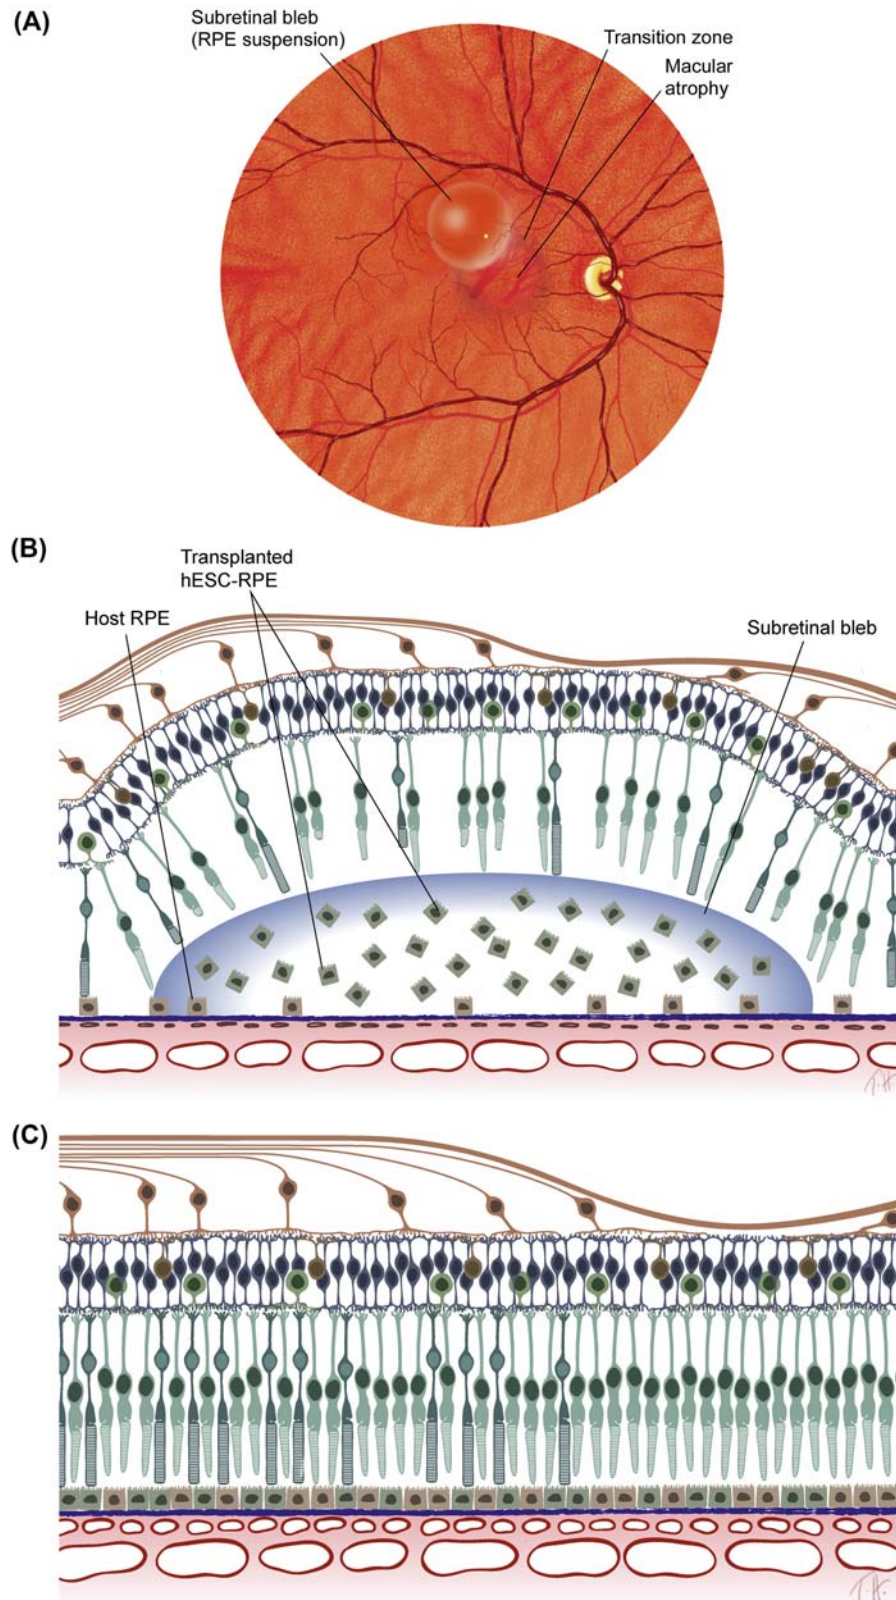 (A)
Subretinal bleb
(RPE suspension)
Transition zone
Macular
atrophy
(B)
Transplanted
hESC-RPE
Host RPE
Subretinal bleb
T.H.
(C)
T.H.